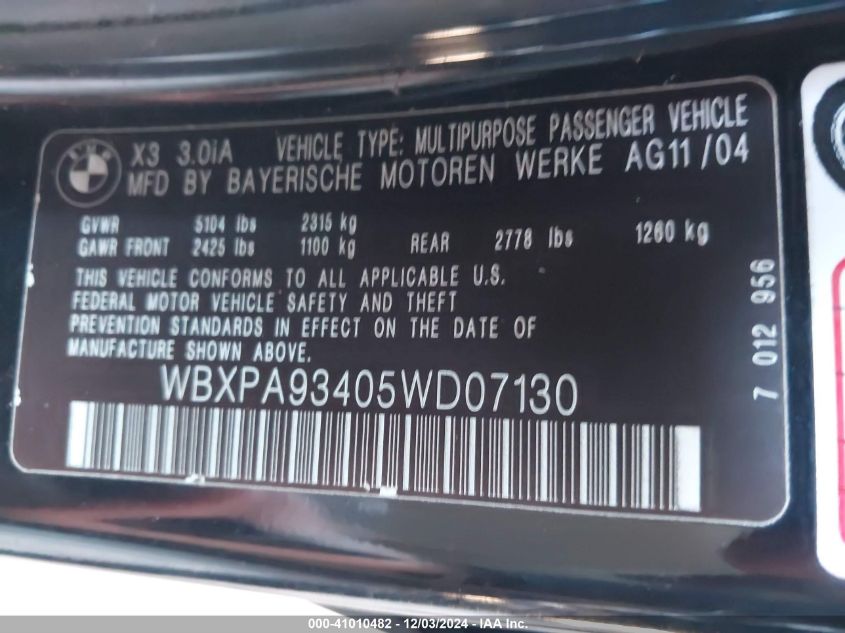 X3 3.0iA VEHICLE TYPE: MULTIPURPOSE PASSENGER VEHICLE
MFD BY BAYERISCHE MOTOREN WERKE AG11/04
GVWR 5104 lbs 2315 kg
GAWR FRONT 2425 lbs 1100 kg REAR 2778 lbs 1260 kg
THIS VEHICLE CONFORMS TO ALL APPLICABLE U.S.
FEDERAL MOTOR VEHICLE SAFETY AND THEFT
PREVENTION STANDARDS IN EFFECT ON THE DATE OF
MANUFACTURE SHOWN ABOVE.
WBXPA93405WD07130
7 012 956
000-41010482 - 12/03/2024 - IAAI.COM